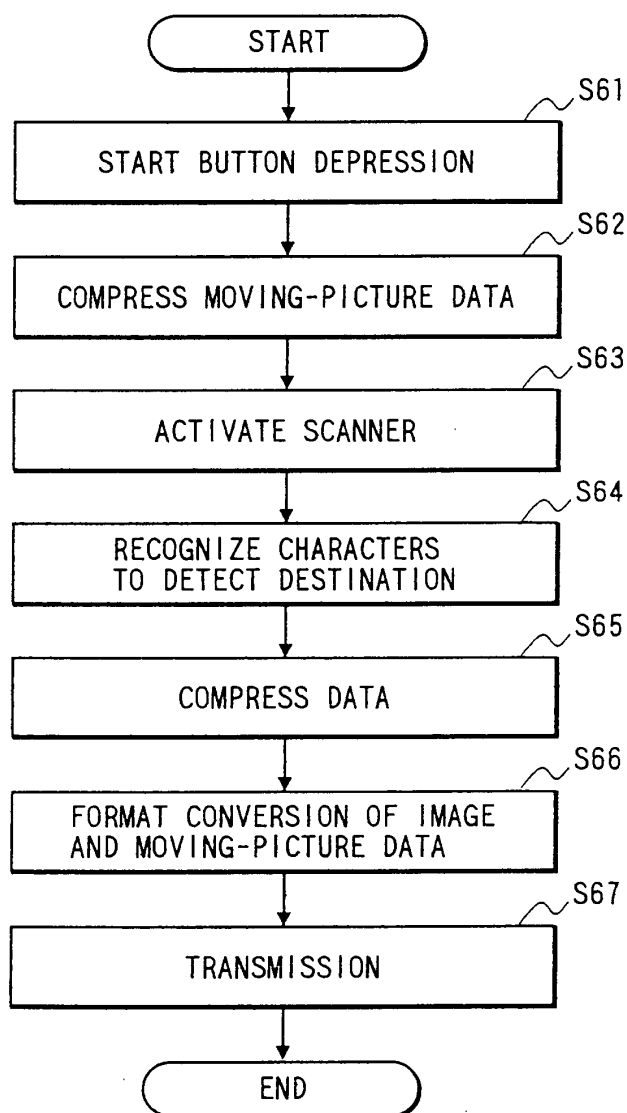 START
S61
START BUTTON DEPRESSION
S62
COMPRESS MOVING-PICTURE DATA
S63
ACTIVATE SCANNER
S64
RECOGNIZE CHARACTERS
TO DETECT DESTINATION
S65
COMPRESS DATA
S66
FORMAT CONVERSION OF IMAGE
AND MOVING-PICTURE DATA
S67
TRANSMISSION
END